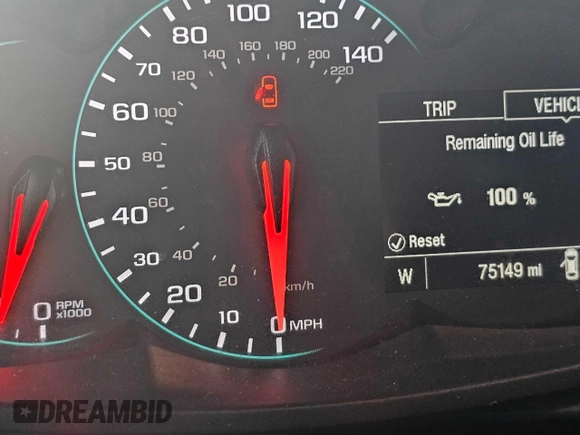 100
120
80
140
70
60
50
40
30
20
10
0 MPH
120
140
160
180
200
220
100
80
60
40
20
km/h
0 RPM x1000
TRIP
VEHIC
Remaining Oil Life
100 %
Reset
W 75149 mi
DREAMBID